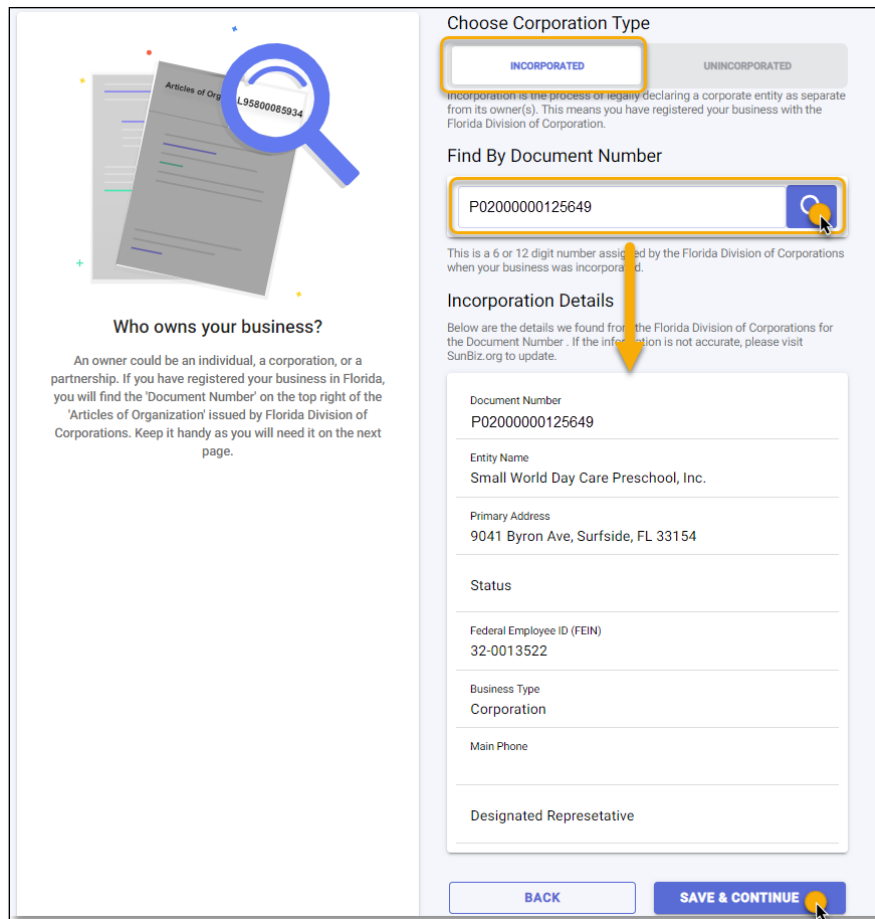 Articles of Org
L95800085934
Who owns your business?
An owner could be an individual, a corporation, or a
partnership. If you have registered your business in Florida,
you will find the 'Document Number' on the top right of the
'Articles of Organization' issued by Florida Division of
Corporations. Keep it handy as you will need it on the next
page.
Choose Corporation Type
INCORPORATED
UNINCORPORATED
Incorporation is the process of legally declaring a corporate entity as separate
from its owner(s). This means you have registered your business with the
Florida Division of Corporation.
Find By Document Number
P02000000125649
This is a 6 or 12 digit number assigned by the Florida Division of Corporations
when your business was incorporated.
Incorporation Details
Below are the details we found from the Florida Division of Corporations for
the Document Number . If the information is not accurate, please visit
SunBiz.org to update.
Document Number
P02000000125649
Entity Name
Small World Day Care Preschool, Inc.
Primary Address
9041 Byron Ave, Surfside, FL 33154
Status
Federal Employee ID (FEIN)
32-0013522
Business Type
Corporation
Main Phone
Designated Represetative
BACK
SAVE & CONTINUE